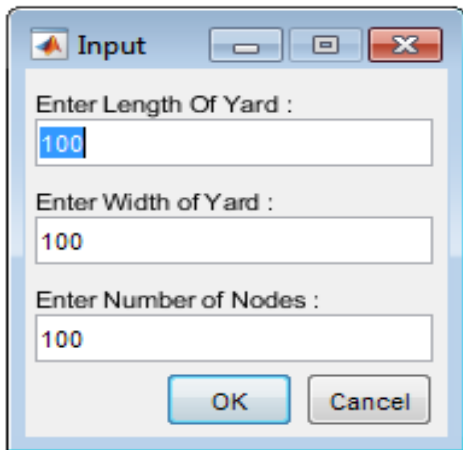 Input
Enter Length Of Yard :
100
Enter Width of Yard :
100
Enter Number of Nodes :
100
OK Cancel